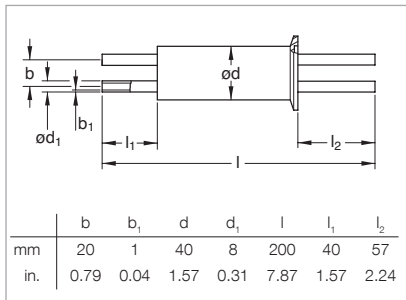 b
ød
ød₁
b₁
l₁
l₂
l
b b₁ d d₁ l l₁ l₂
mm 20 1 40 8 200 40 57
in. 0.79 0.04 1.57 0.31 7.87 1.57 2.24